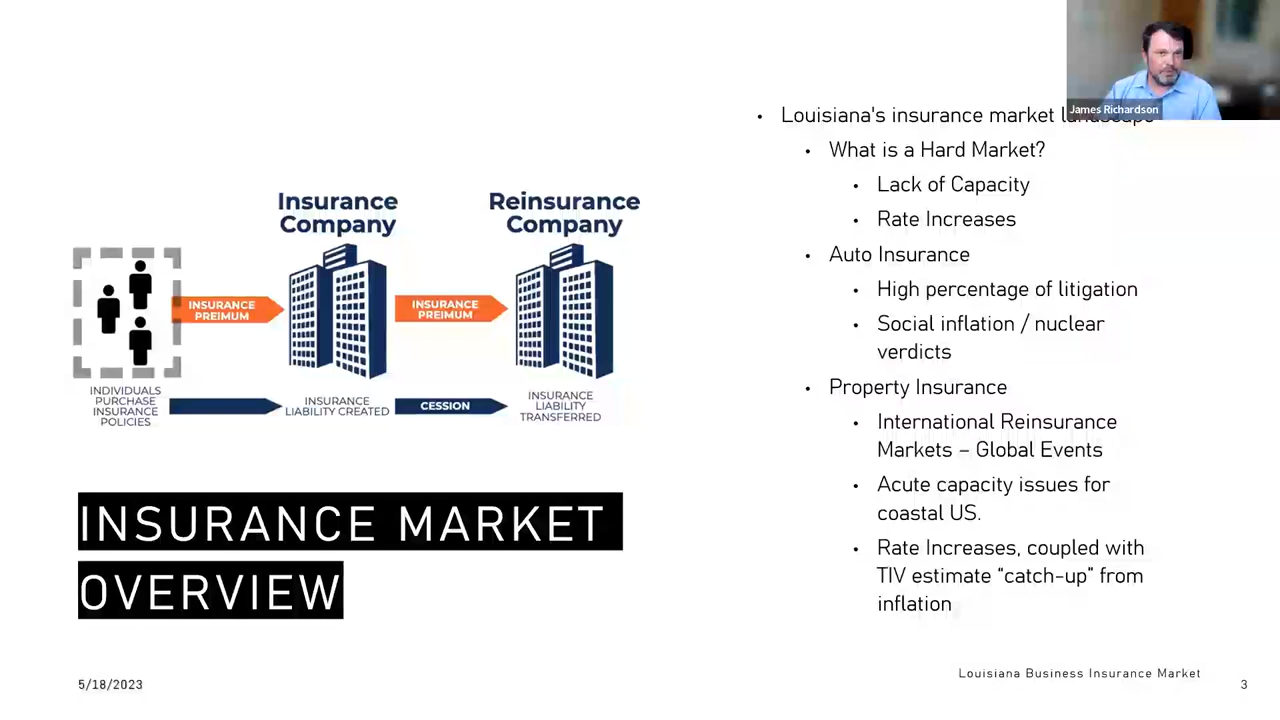 James Richardson
• Louisiana's insurance market landscape
• What is a Hard Market?
• Lack of Capacity
• Rate Increases
• Auto Insurance
• High percentage of litigation
• Social inflation / nuclear
verdicts
• Property Insurance
• International Reinsurance
Markets – Global Events
• Acute capacity issues for
coastal US.
• Rate Increases, coupled with
TIV estimate “catch-up” from
inflation
Insurance
Company
Reinsurance
Company
INSURANCE
PREIMUM
INSURANCE
PREIMUM
INDIVIDUALS
PURCHASE
INSURANCE
POLICIES
INSURANCE
LIABILITY CREATED
CESSION
INSURANCE
LIABILITY
TRANSFERRED
INSURANCE MARKET
OVERVIEW
5/18/2023
Louisiana Business Insurance Market
3